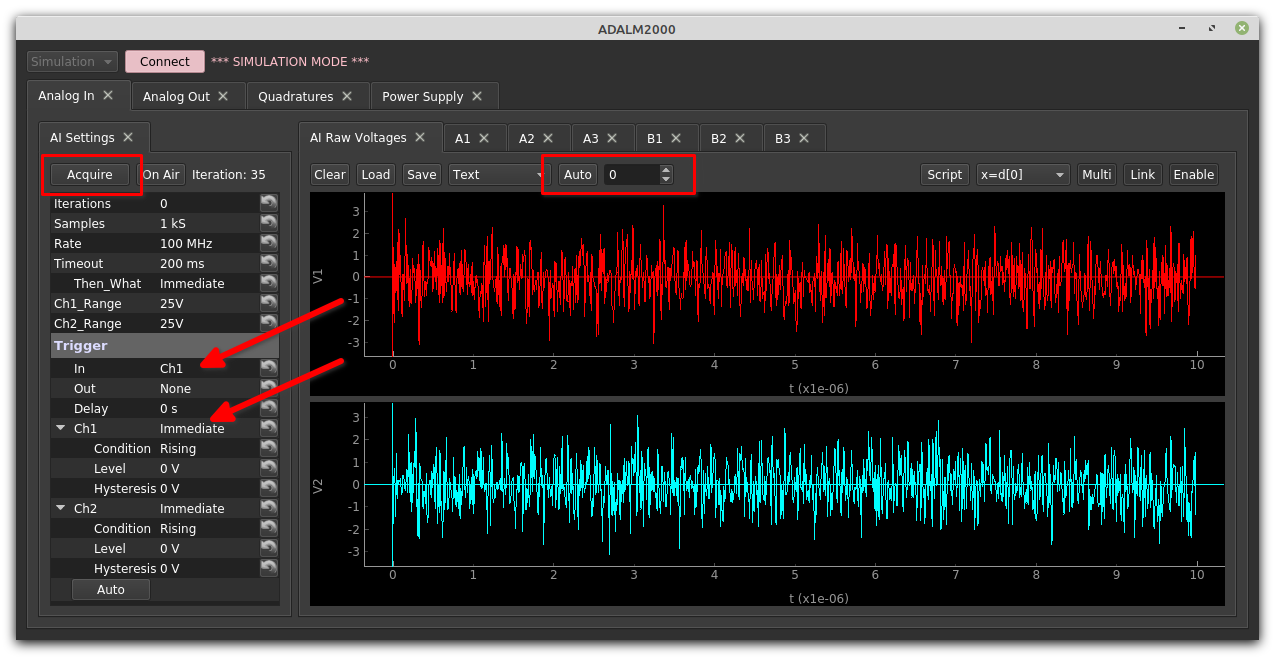 ADALM2000
Simulation Connect *** SIMULATION MODE ***
Analog In Analog Out Quadratures Power Supply
AI Settings
Acquire On Air Iteration: 35
Iterations 0
Samples 1 kS
Rate 100 MHz
Timeout 200 ms
Then_What Immediate
Ch1_Range 25V
Ch2_Range 25V
Trigger
In Ch1
Out None
Delay 0 s
Ch1 Immediate
Condition Rising
Level 0 V
Hysteresis 0 V
Ch2 Immediate
Condition Rising
Level 0 V
Hysteresis 0 V
Auto
AI Raw Voltages A1 A2 A3 B1 B2 B3
Clear Load Save Text Auto 0 Script x=d[0] Multi Link Enable
3
2
1
0
-1
-2
-3
V1
0 1 2 3 4 5 6 7 8 9 10
t (x1e-06)
3
2
1
0
-1
-2
-3
V2
0 1 2 3 4 5 6 7 8 9 10
t (x1e-06)